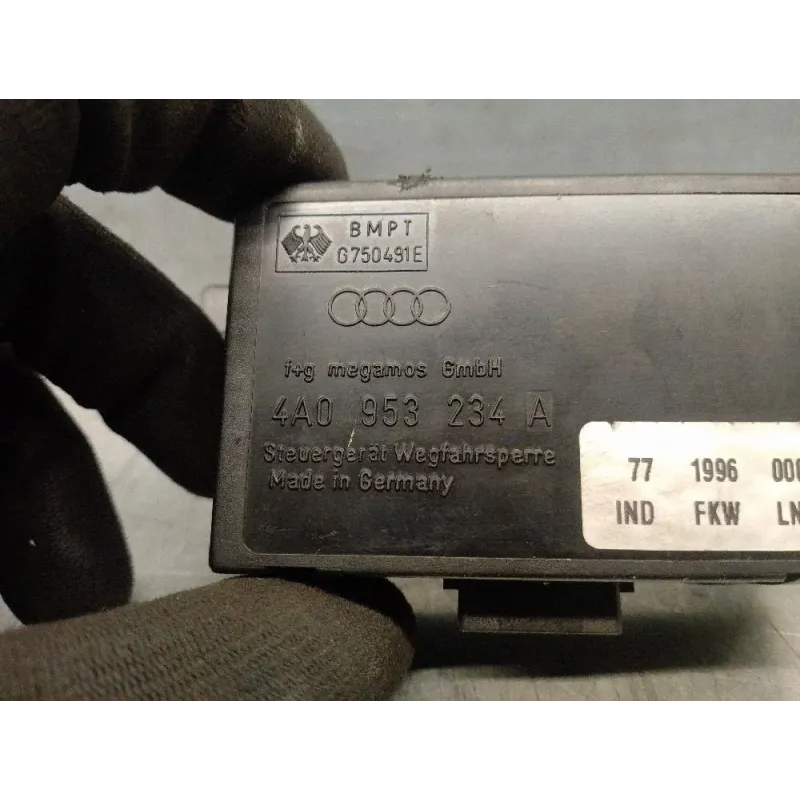 BMPT
G750491E
f+g megamos GmbH
4A0 953 234 A
Steuergerät Wegfahrsperre
Made in Germany
77 1996
IND FKW